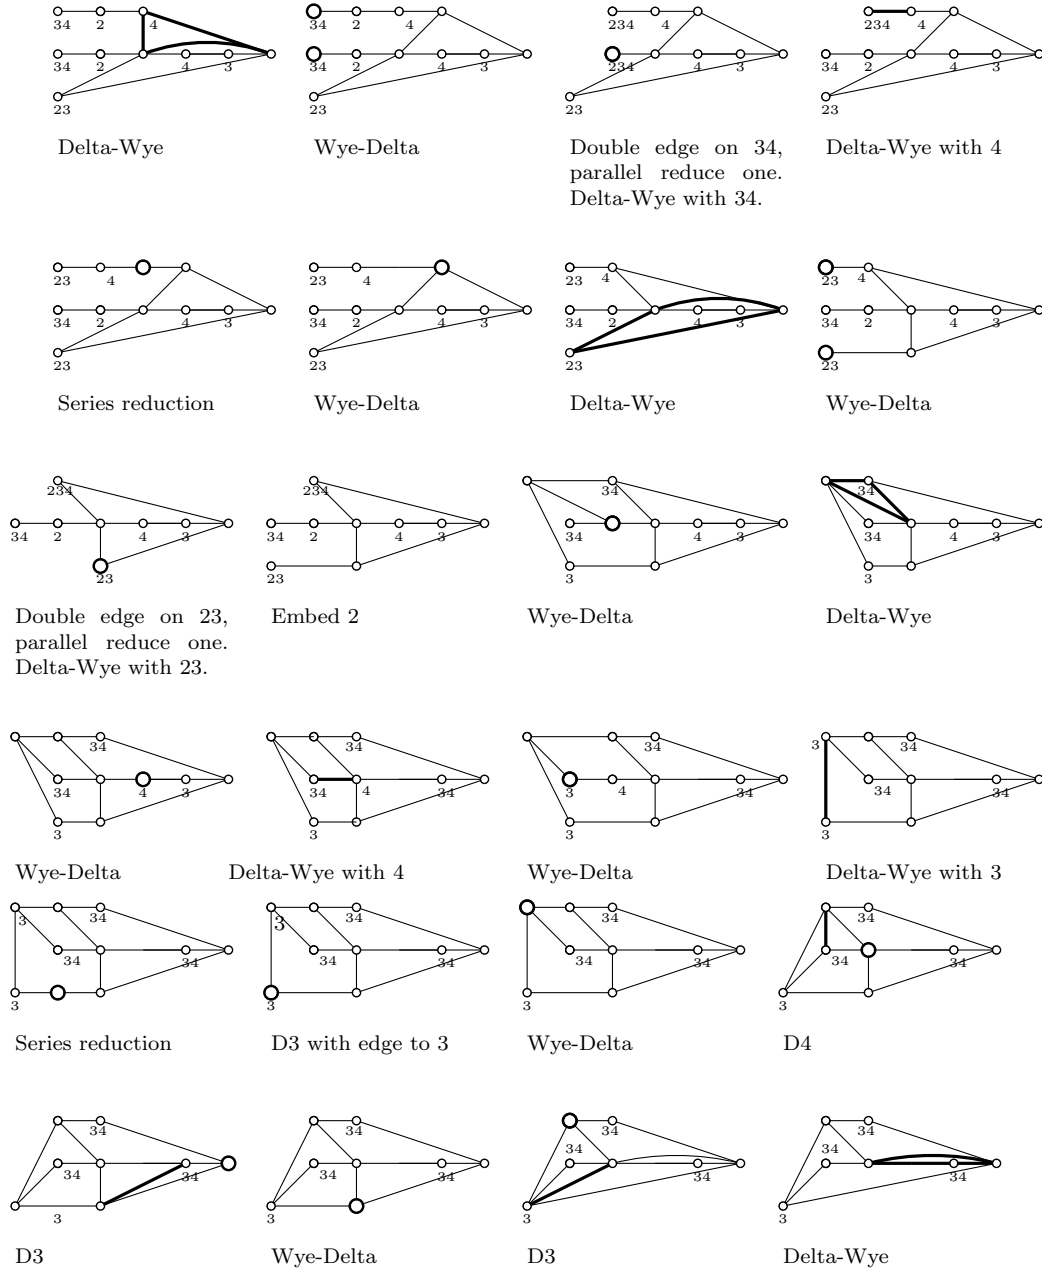 34 2 4 34 2 4 234 4 234 4
34 2 4 3 34 2 4 3 234 4 3 34 2 4 3
23 23 23 23
Delta-Wye Wye-Delta Double edge on 34, Delta-Wye with 4
parallel reduce one.
Delta-Wye with 34.
23 4 23 4 23 4 23 4
34 2 4 3 34 2 4 3 34 2 4 3 34 2 4 3
23 23 23 23
Series reduction Wye-Delta Delta-Wye Wye-Delta
234 234 34 34
34 2 4 3 34 2 4 3 34 4 3 34 4 3
23 23 3 3
Double edge on 23, Embed 2 Wye-Delta Delta-Wye
parallel reduce one.
Delta-Wye with 23.
34 34 34 3 34
34 4 3 34 4 34 3 4 34 34 34
3 3 3
Wye-Delta Delta-Wye with 4 Wye-Delta Delta-Wye with 3
3 34 3 34 34 34
34 34 34 34 34 34 34 34
3 3 3 3
Series reduction D3 with edge to 3 Wye-Delta D4
34 34 34 34
34 34 34 34 34 34 34 34
3 3 3 3
D3 Wye-Delta D3 Delta-Wye